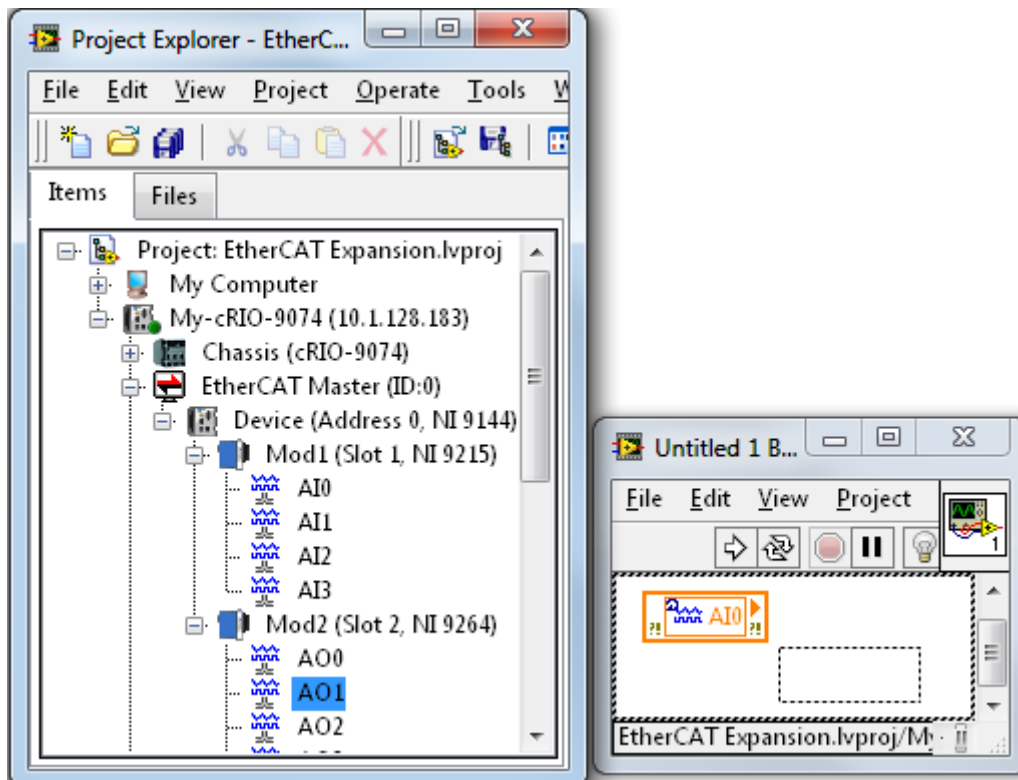 Project Explorer - EtherC...
File Edit View Project Operate Tools W
Items Files
Project: EtherCAT Expansion.lvproj
My Computer
My-cRIO-9074 (10.1.128.183)
Chassis (cRIO-9074)
EtherCAT Master (ID:0)
Device (Address 0, NI 9144)
Mod1 (Slot 1, NI 9215)
AI0
AI1
AI2
AI3
Mod2 (Slot 2, NI 9264)
AO0
AO1
AO2
Untitled 1 B...
File Edit View Project
1
?! AI0 ?!
EtherCAT Expansion.lvproj/My